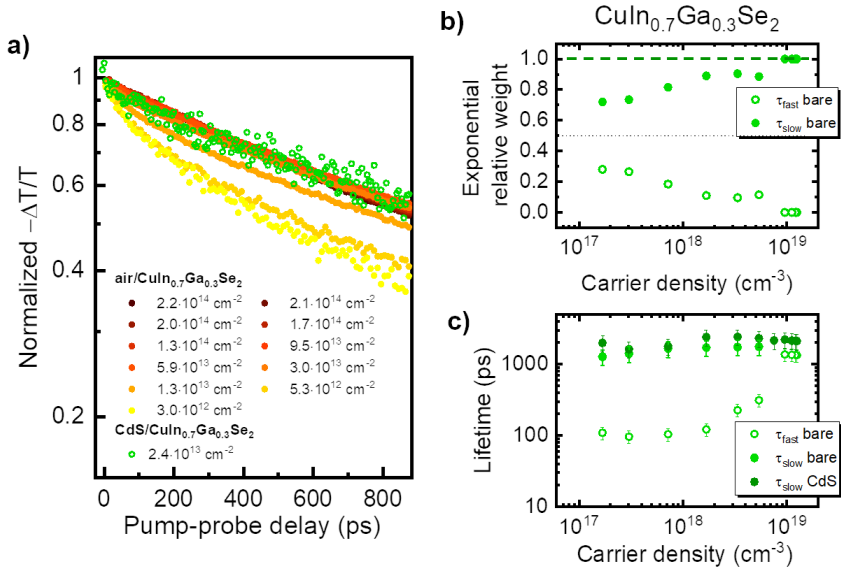 a)
Normalized −ΔT/T
1
0.8
0.6
0.4
0.2
air/CuIn0.7Ga0.3Se2
2.2·10^14 cm^-2
2.1·10^14 cm^-2
2.0·10^14 cm^-2
1.7·10^14 cm^-2
1.3·10^14 cm^-2
9.5·10^13 cm^-2
5.9·10^13 cm^-2
3.0·10^13 cm^-2
1.3·10^13 cm^-2
5.3·10^12 cm^-2
3.0·10^12 cm^-2
CdS/CuIn0.7Ga0.3Se2
2.4·10^13 cm^-2
0 200 400 600 800
Pump-probe delay (ps)
b)
CuIn0.7Ga0.3Se2
Exponential
relative weight
1.0
0.8
0.6
0.4
0.2
0.0
τfast bare
τslow bare
10^17 10^18 10^19
Carrier density (cm^-3)
c)
Lifetime (ps)
1000
100
10
τfast bare
τslow bare
τslow CdS
10^17 10^18 10^19
Carrier density (cm^-3)